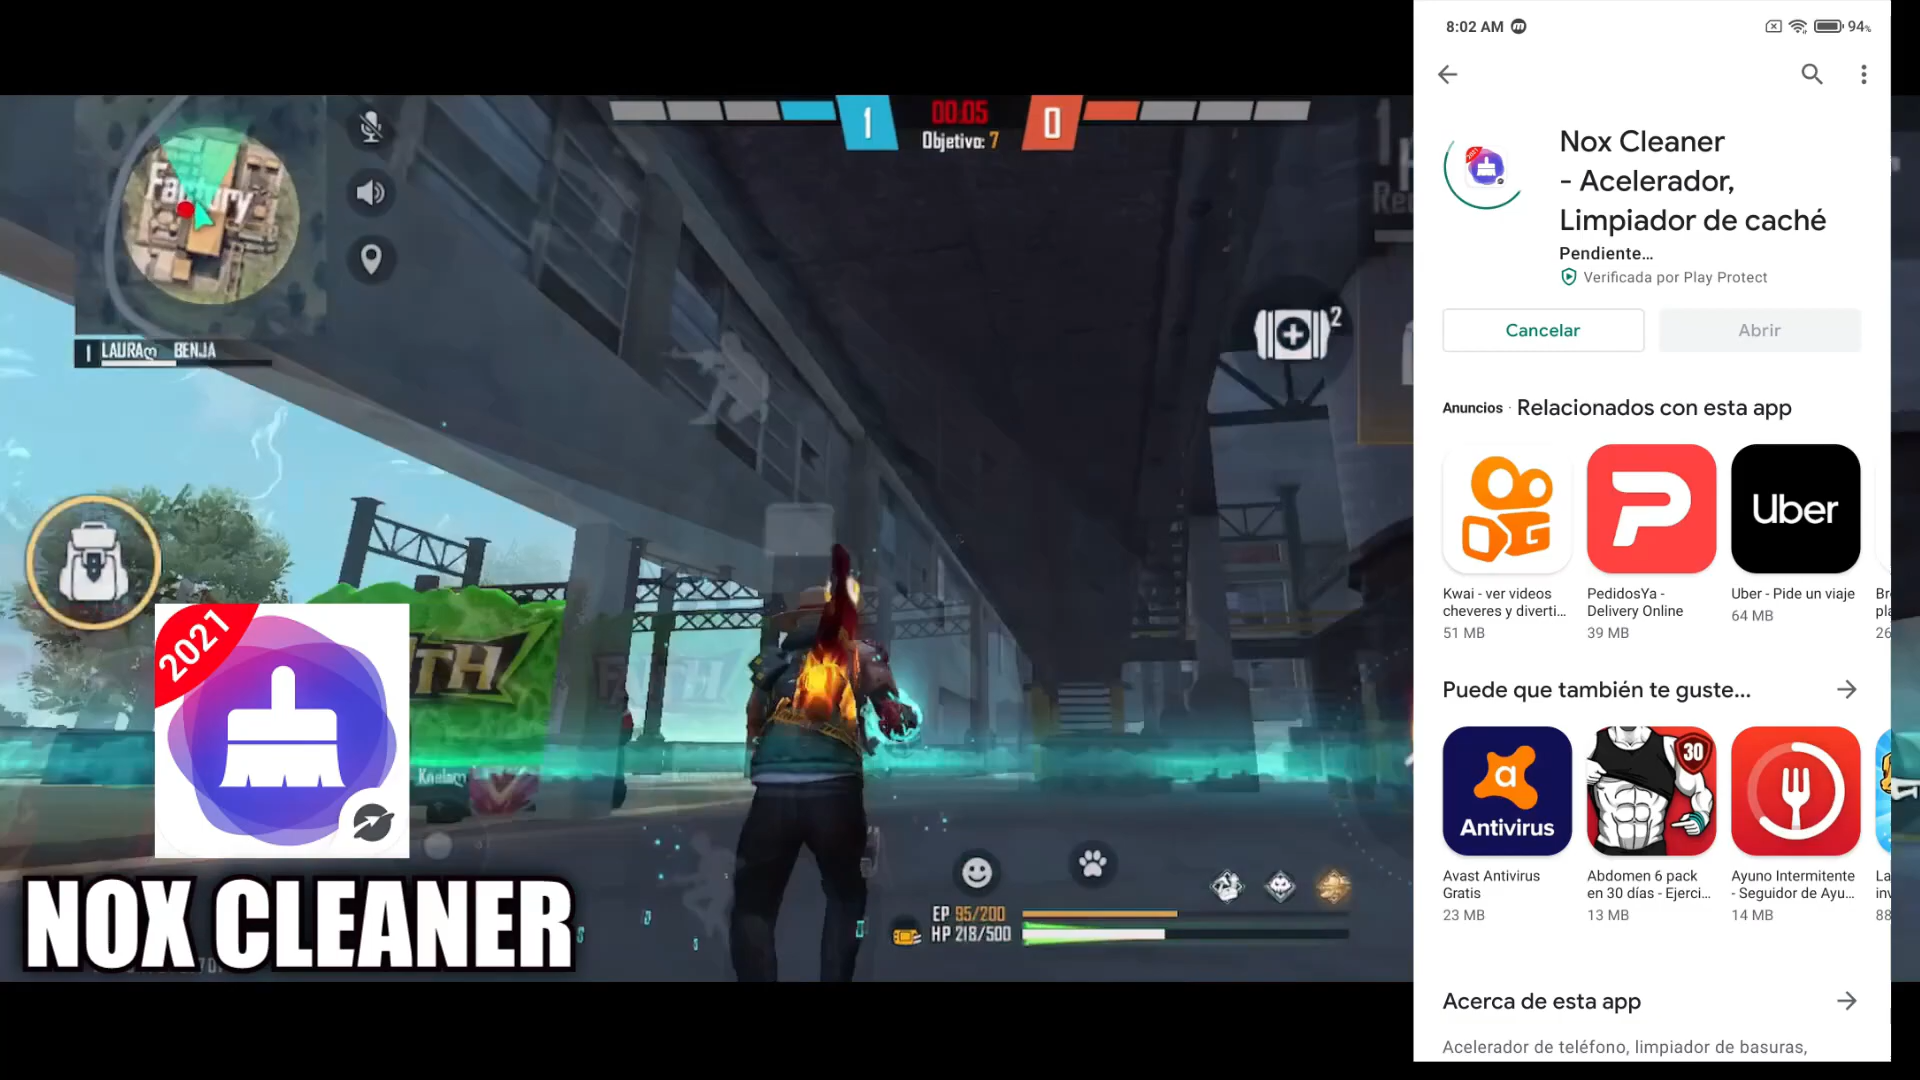 1
00:05
Objetivo: 7
0
Factory
1 LAURAღ BENJA
2
2021
NOX CLEANER
EP 95/200
HP 218/500
8:02 AM
94%
Nox Cleaner
- Acelerador,
Limpiador de caché
Pendiente...
Verificada por Play Protect
Cancelar
Abrir
Anuncios · Relacionados con esta app
Uber
Kwai - ver videos
cheveres y diverti...
51 MB
PedidosYa -
Delivery Online
39 MB
Uber - Pide un viaje
64 MB
Puede que también te guste...
Antivirus
30
Avast Antivirus
Gratis
23 MB
Abdomen 6 pack
en 30 días - Ejerci...
13 MB
Ayuno Intermitente
- Seguidor de Ayu...
14 MB
Acerca de esta app
Acelerador de teléfono, limpiador de basuras,